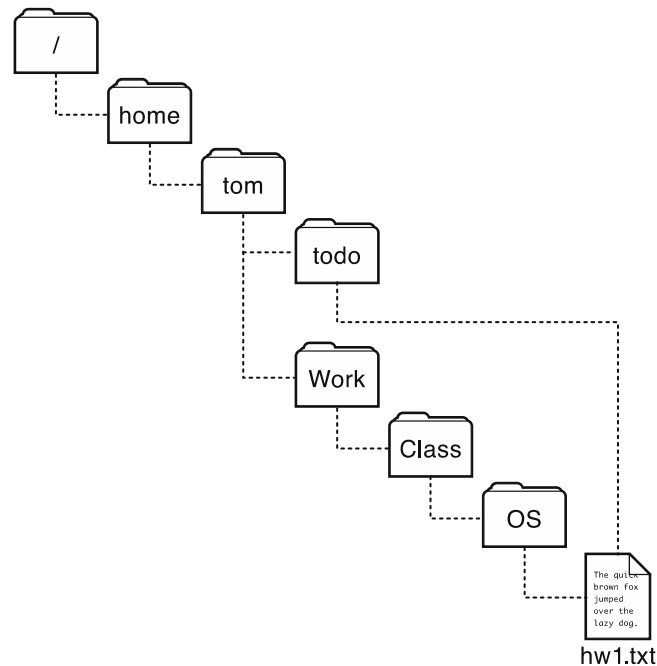 /
home
tom
todo
Work
Class
OS
The quick
brown fox
jumped
over the
lazy dog.
hw1.txt